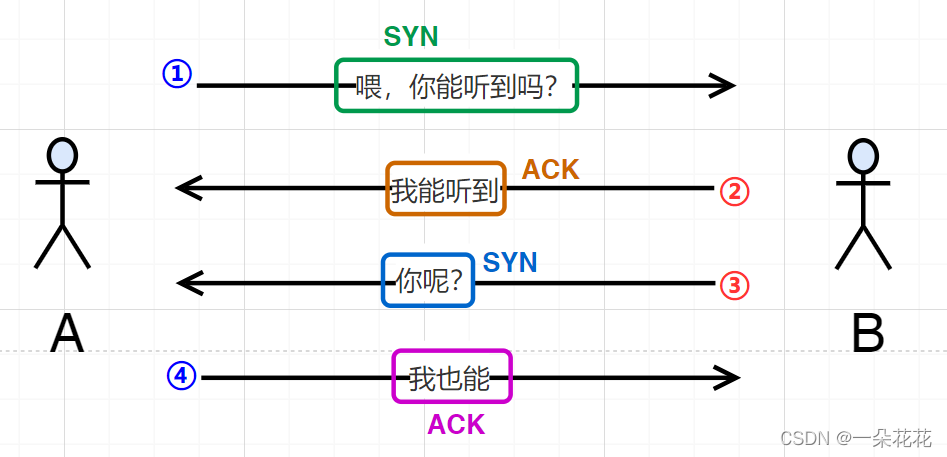 SYN
① 喂，你能听到吗？
我能听到 ACK ②
你呢？ SYN ③
A B
④ 我也能
ACK
CSDN @一朵花花